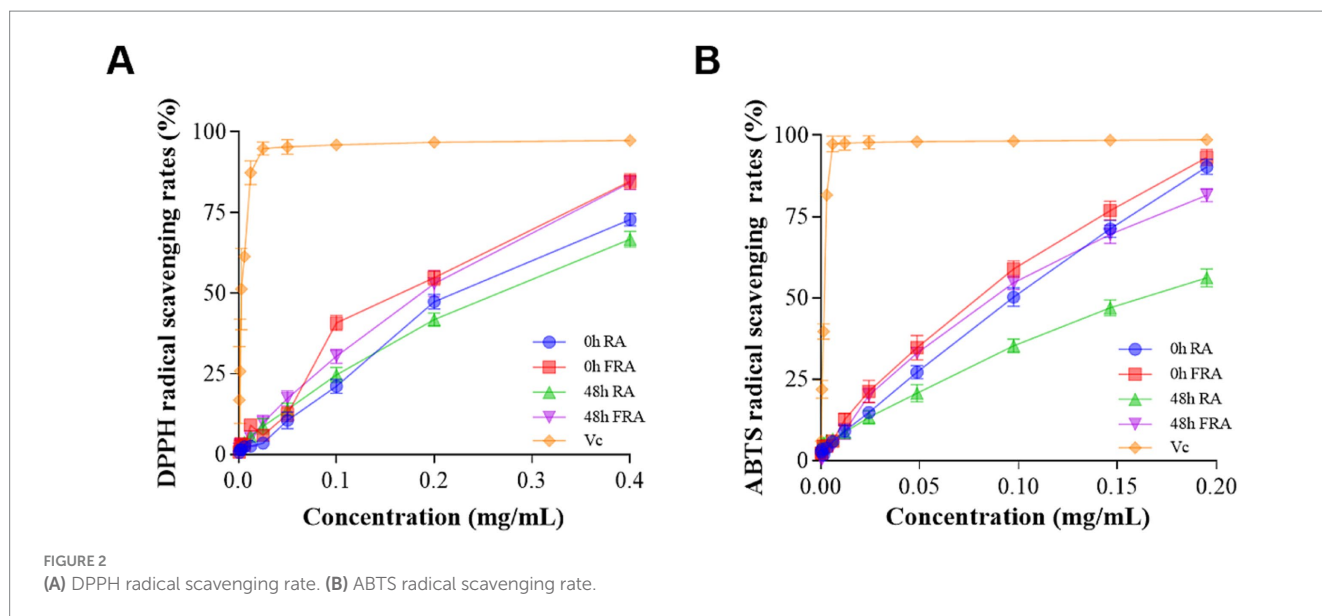 A
DPPH radical scavenging rates (%)
100
75
50
25
0
0.0 0.1 0.2 0.3 0.4
Concentration (mg/mL)
0h RA
0h FRA
48h RA
48h FRA
Vc
B
ABTS radical scavenging rates (%)
100
75
50
25
0
0.00 0.05 0.10 0.15 0.20
Concentration (mg/mL)
0h RA
0h FRA
48h RA
48h FRA
Vc
FIGURE 2
(A) DPPH radical scavenging rate. (B) ABTS radical scavenging rate.